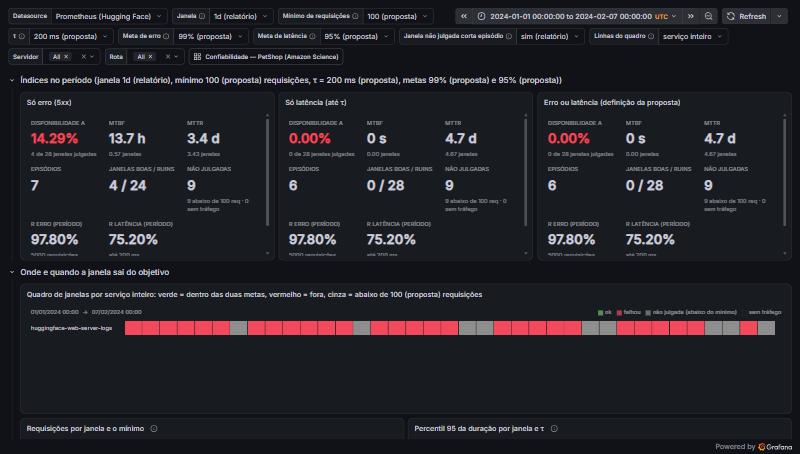 Datasource Prometheus (Hugging Face) Janela 1d (relatório) Mínimo de requisições 100 (proposta) 2024-01-01 00:00:00 to 2024-02-07 00:00:00 UTC Refresh
τ 200 ms (proposta) Meta de erro 99% (proposta) Meta de latência 95% (proposta) Janela não julgada corta episódio sim (relatório) Linhas do quadro serviço inteiro
Servidor All × Rota All × Confiabilidade — PetShop (Amazon Science)
Índices no período (janela 1d (relatório), mínimo 100 (proposta) requisições, τ = 200 ms (proposta), metas 99% (proposta) e 95% (proposta))
Só erro (5xx)
DISPONIBILIDADE A MTBF MTTR
14.29% 13.7 h 3.4 d
4 de 28 janelas julgadas 0.57 janelas 3.43 janelas
EPISÓDIOS JANELAS BOAS / RUINS NÃO JULGADAS
7 4 / 24 9
9 abaixo de 100 req · 0
sem tráfego
R ERRO (PERÍODO) R LATÊNCIA (PERÍODO)
97.80% 75.20%
5000 requisições até 200 ms
Só latência (até τ)
DISPONIBILIDADE A MTBF MTTR
0.00% 0 s 4.7 d
0 de 28 janelas julgadas 0.00 janelas 4.67 janelas
EPISÓDIOS JANELAS BOAS / RUINS NÃO JULGADAS
6 0 / 28 9
9 abaixo de 100 req · 0
sem tráfego
R ERRO (PERÍODO) R LATÊNCIA (PERÍODO)
97.80% 75.20%
5000 requisições até 200 ms
Erro ou latência (definição da proposta)
DISPONIBILIDADE A MTBF MTTR
0.00% 0 s 4.7 d
0 de 28 janelas julgadas 0.00 janelas 4.67 janelas
EPISÓDIOS JANELAS BOAS / RUINS NÃO JULGADAS
6 0 / 28 9
9 abaixo de 100 req · 0
sem tráfego
R ERRO (PERÍODO) R LATÊNCIA (PERÍODO)
97.80% 75.20%
5000 requisições até 200 ms
Onde e quando a janela sai do objetivo
Quadro de janelas por serviço inteiro: verde = dentro das duas metas, vermelho = fora, cinza = abaixo de 100 (proposta) requisições
01/01/2024 00:00 → 07/02/2024 00:00 ok falhou não julgada (abaixo do mínimo) sem tráfego
huggingface-web-server-logs
Requisições por janela e o mínimo
Percentil 95 da duração por janela e τ
Powered by Grafana